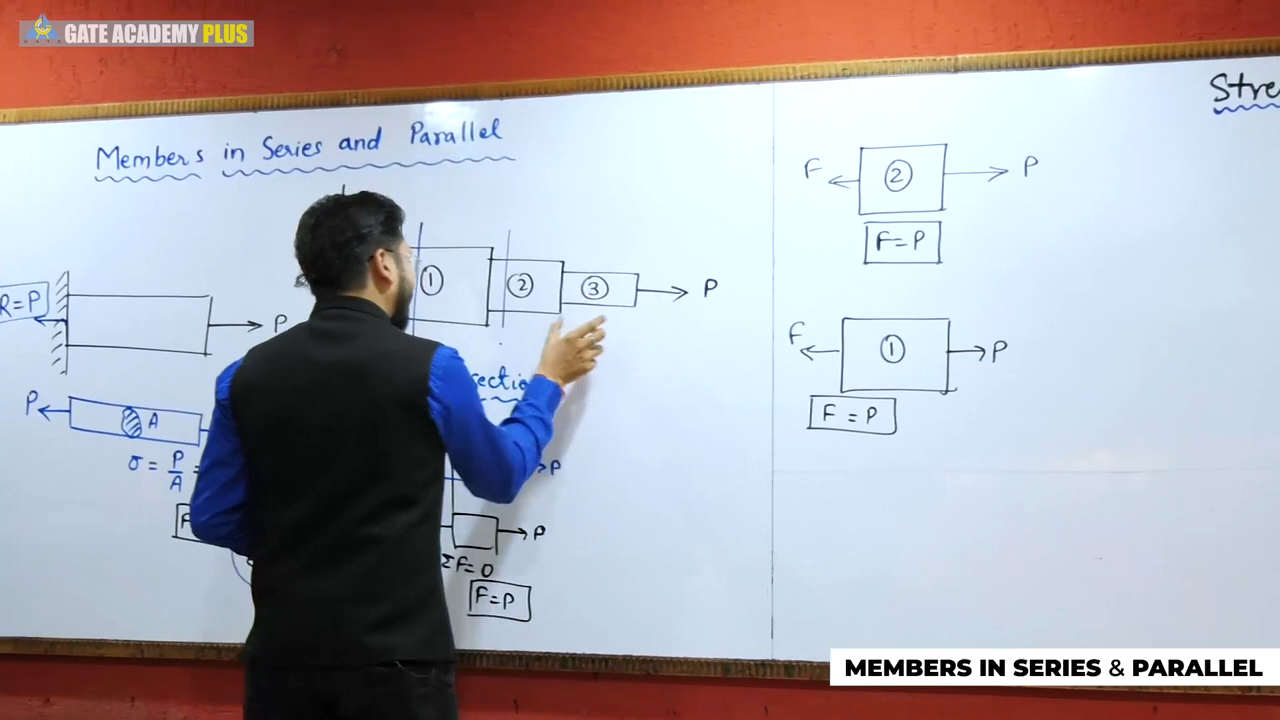 GATE ACADEMY PLUS
Members in Series and Parallel
Stre
R=P
P
1
2
3
P
P
A
σ = P/A =
ectio
P
P
ΣF=0
F=P
F
2
P
F=P
F
1
P
F = P
MEMBERS IN SERIES & PARALLEL